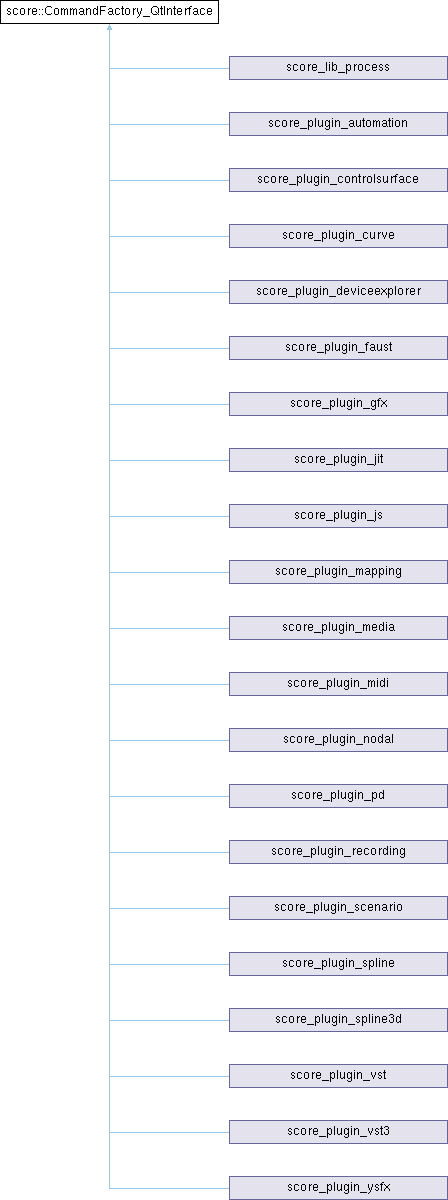 score::CommandFactory_QtInterface
score_lib_process
score_plugin_automation
score_plugin_controlsurface
score_plugin_curve
score_plugin_deviceexplorer
score_plugin_faust
score_plugin_gfx
score_plugin_jit
score_plugin_js
score_plugin_mapping
score_plugin_media
score_plugin_midi
score_plugin_nodal
score_plugin_pd
score_plugin_recording
score_plugin_scenario
score_plugin_spline
score_plugin_spline3d
score_plugin_vst
score_plugin_vst3
score_plugin_ysfx